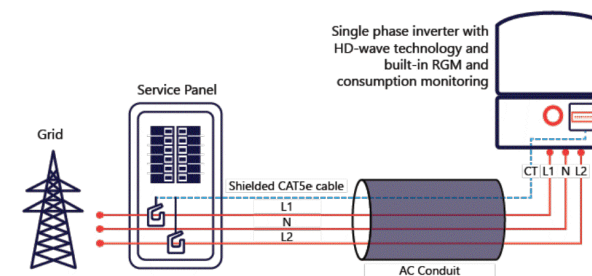 Single phase inverter with
HD-wave technology and
built-in RGM and
consumption monitoring
Service Panel
Grid
CT L1 N L2
Shielded CAT5e cable
L1
N
L2
AC Conduit